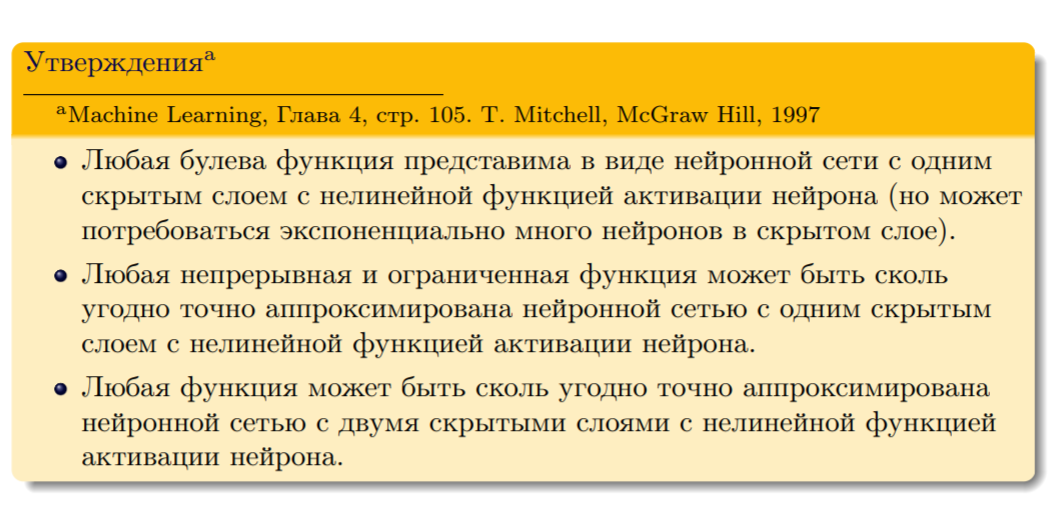 Утверждения^a
^aMachine Learning, Глава 4, стр. 105. T. Mitchell, McGraw Hill, 1997
Любая булева функция представима в виде нейронной сети с одним
скрытым слоем с нелинейной функцией активации нейрона (но может
потребоваться экспоненциально много нейронов в скрытом слое).
Любая непрерывная и ограниченная функция может быть сколь
угодно точно аппроксимирована нейронной сетью с одним скрытым
слоем с нелинейной функцией активации нейрона.
Любая функция может быть сколь угодно точно аппроксимирована
нейронной сетью с двумя скрытыми слоями с нелинейной функцией
активации нейрона.